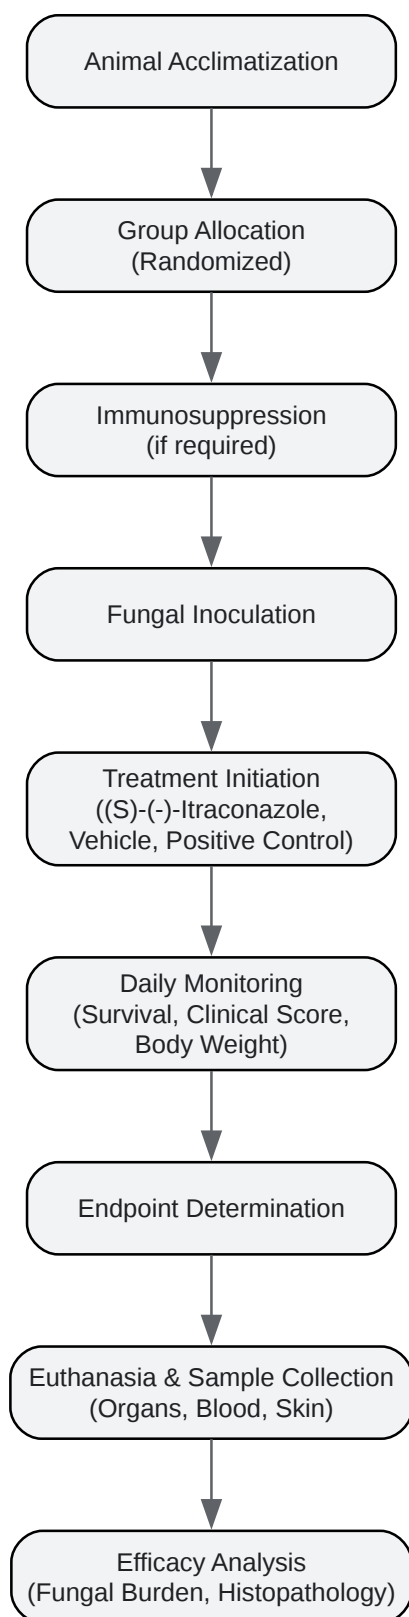 Animal Acclimatization
Group Allocation
(Randomized)
Immunosuppression
(if required)
Fungal Inoculation
Treatment Initiation
((S)-(-)-Itraconazole,
Vehicle, Positive Control)
Daily Monitoring
(Survival, Clinical Score,
Body Weight)
Endpoint Determination
Euthanasia & Sample Collection
(Organs, Blood, Skin)
Efficacy Analysis
(Fungal Burden, Histopathology)